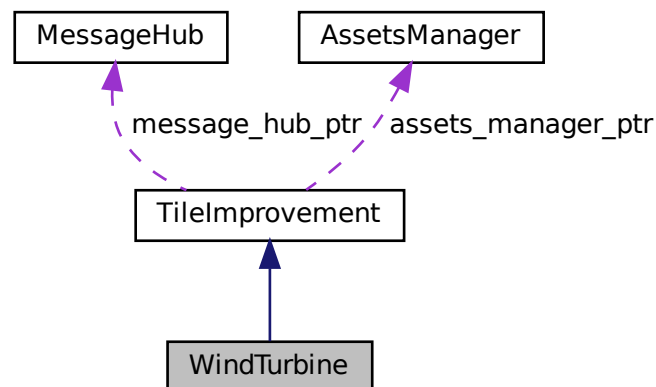 MessageHub
AssetsManager
message_hub_ptr
assets_manager_ptr
TileImprovement
WindTurbine